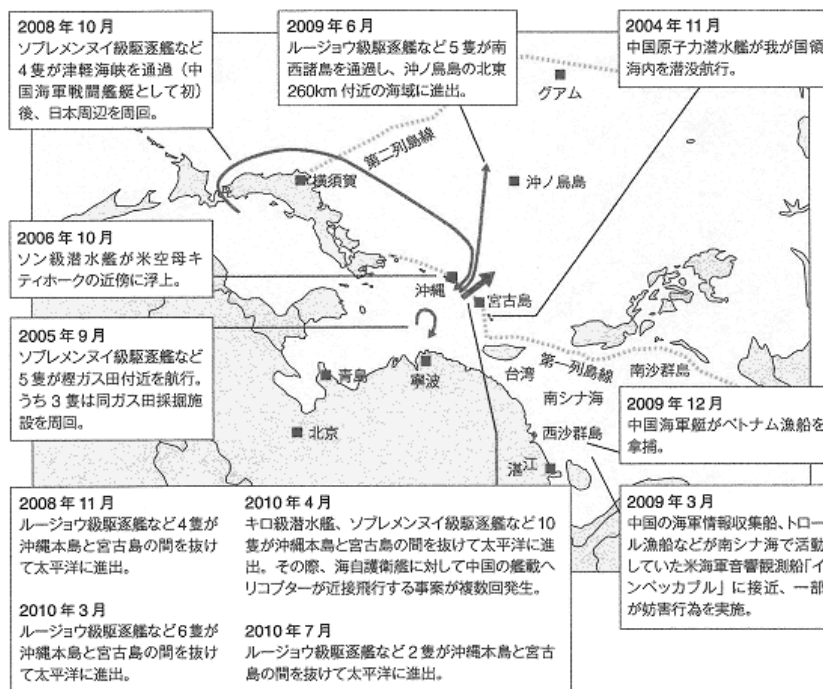 2008年10月
ソブレメンヌイ級駆逐艦など
4隻が津軽海峡を通過（中
国海軍戦闘艦艇として初）
後、日本周辺を周回。
2009年6月
ルージョウ級駆逐艦など5隻が南
西諸島を通過し、沖ノ鳥島の北東
260km付近の海域に進出。
2004年11月
中国原子力潜水艦が我が国領
海内を潜没航行。
グアム
第二列島線
横須賀
沖ノ鳥島
2006年10月
ソン級潜水艦が米空母キ
ティホークの近傍に浮上。
沖縄
宮古島
2005年9月
ソブレメンヌイ級駆逐艦など
5隻が樫ガス田付近を航行。
うち3隻は同ガス田採掘施
設を周回。
青島
寧波
北京
台湾
第一列島線
南沙群島
南シナ海
西沙群島
湛江
2009年12月
中国海軍艇がベトナム漁船を
拿捕。
2009年3月
中国の海軍情報収集船、トロー
ル漁船などが南シナ海で活動
していた米海軍音響観測船「イ
ンペッカブル」に接近、一部
が妨害行為を実施。
2008年11月
ルージョウ級駆逐艦など4隻が
沖縄本島と宮古島の間を抜け
て太平洋に進出。
2010年3月
ルージョウ級駆逐艦など6隻が
沖縄本島と宮古島の間を抜け
て太平洋に進出。
2010年4月
キロ級潜水艦、ソブレメンヌイ級駆逐艦など10
隻が沖縄本島と宮古島の間を抜けて太平洋に進
出。その際、海自護衛艦に対して中国の艦載ヘ
リコプターが近接飛行する事案が複数回発生。
2010年7月
ルージョウ級駆逐艦など2隻が沖縄本島と宮古
島の間を抜けて太平洋に進出。